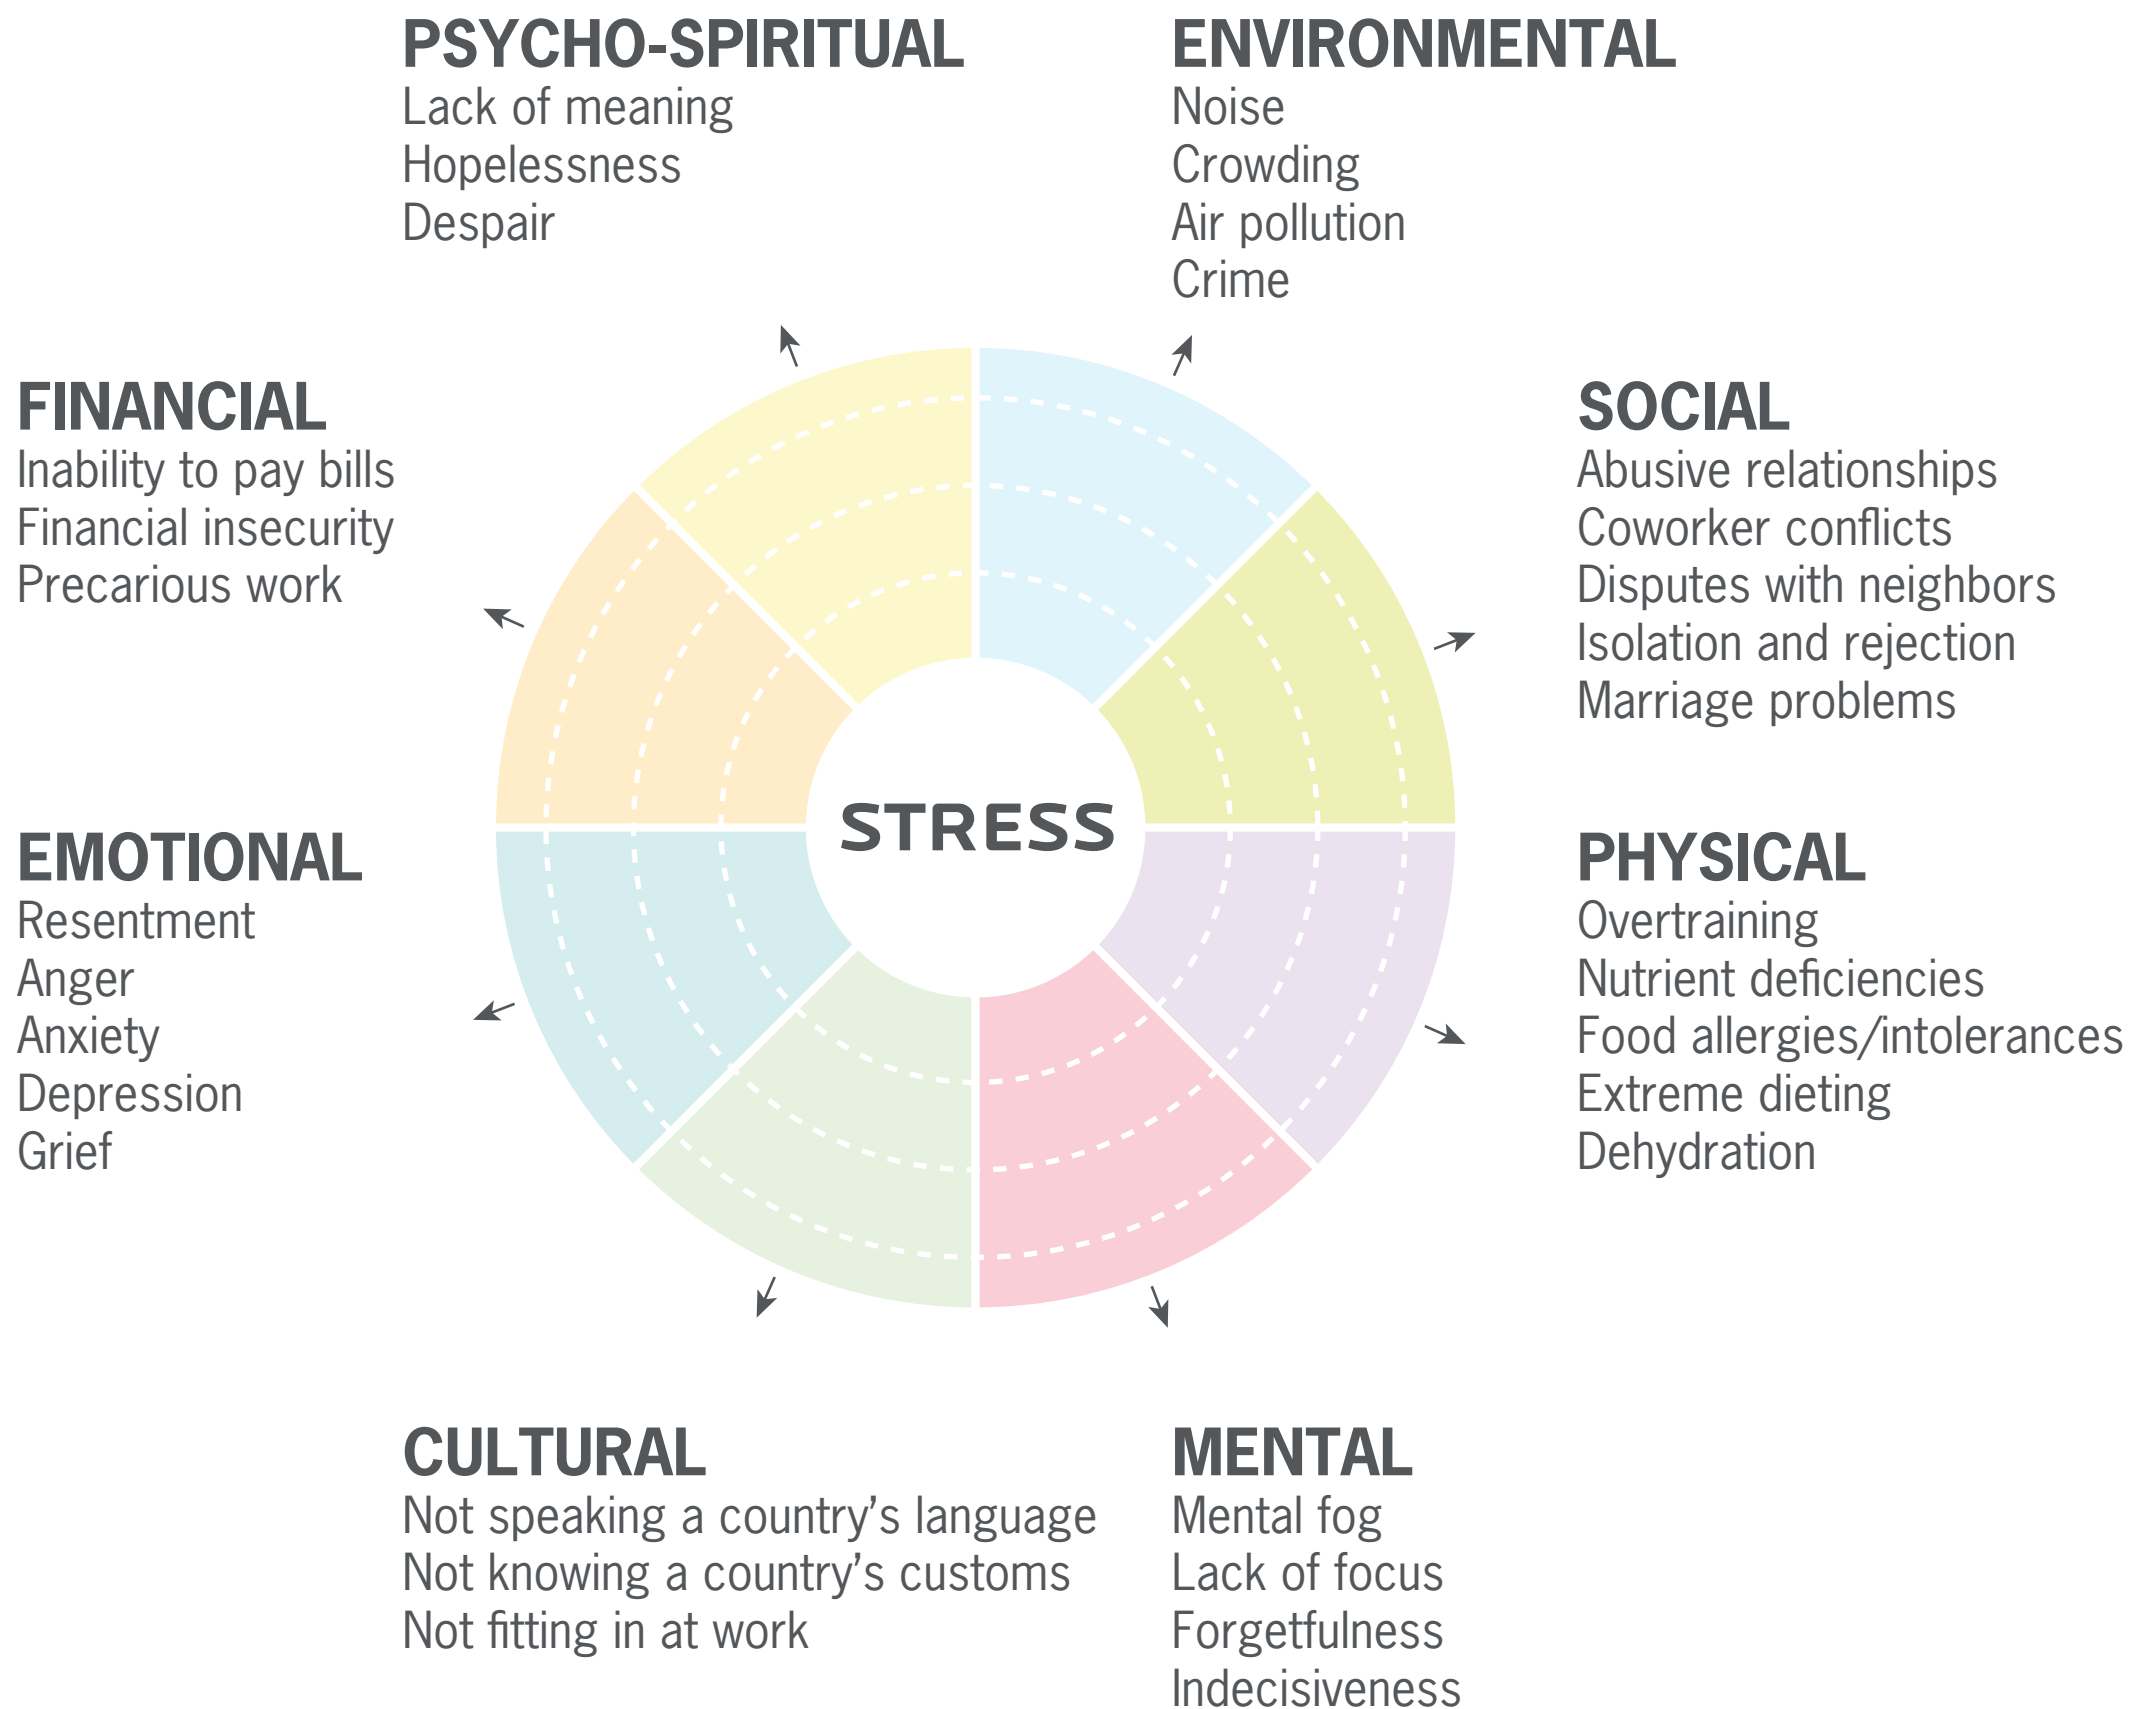 PSYCHO-SPIRITUAL
Lack of meaning
Hopelessness
Despair
ENVIRONMENTAL
Noise
Crowding
Air pollution
Crime
FINANCIAL
Inability to pay bills
Financial insecurity
Precarious work
SOCIAL
Abusive relationships
Coworker conflicts
Disputes with neighbors
Isolation and rejection
Marriage problems
STRESS
EMOTIONAL
Resentment
Anger
Anxiety
Depression
Grief
PHYSICAL
Overtraining
Nutrient deficiencies
Food allergies/intolerances
Extreme dieting
Dehydration
CULTURAL
Not speaking a country’s language
Not knowing a country’s customs
Not fitting in at work
MENTAL
Mental fog
Lack of focus
Forgetfulness
Indecisiveness